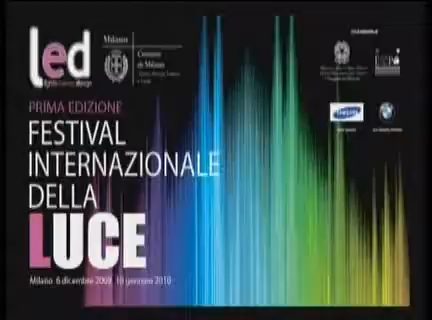 led
Milano
Comune
di Milano
PRIMA EDIZIONE
FESTIVAL
INTERNAZIONALE
DELLA
LUCE
Milano 6 dicembre 2009 10 gennaio 2010
SAMSUNG
BMW